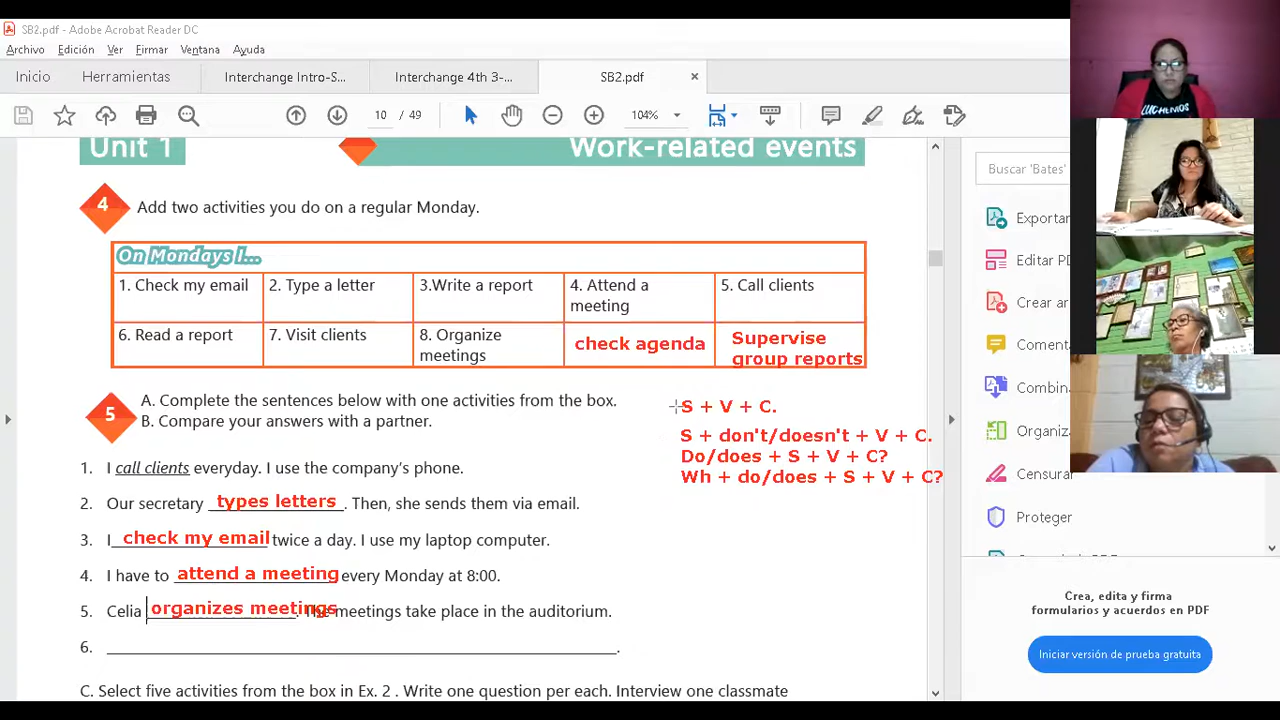 SB2.pdf - Adobe Acrobat Reader DC
Archivo Edición Ver Firmar Ventana Ayuda
Inicio Herramientas Interchange Intro-S... Interchange 4th 3-... SB2.pdf ×
10 / 49 104%
Unit 1 Work-related events
Buscar 'Bates'
4 Add two activities you do on a regular Monday.
On Mondays I...
1. Check my email 2. Type a letter 3.Write a report 4. Attend a meeting 5. Call clients
6. Read a report 7. Visit clients 8. Organize meetings check agenda Supervise group reports
5 A. Complete the sentences below with one activities from the box.
B. Compare your answers with a partner.
S + V + C.
S + don't/doesn't + V + C.
Do/does + S + V + C?
Wh + do/does + S + V + C?
1. I call clients everyday. I use the company's phone.
2. Our secretary types letters. Then, she sends them via email.
3. I check my email twice a day. I use my laptop computer.
4. I have to attend a meeting every Monday at 8:00.
5. Celia organizes meetings. The meetings take place in the auditorium.
6.
C. Select five activities from the box in Ex. 2 . Write one question per each. Interview one classmate
Exportar
Editar PD
Crear ar
Comenta
Combin
Organiz
Censurar
Proteger
Crea, edita y firma
formularios y acuerdos en PDF
Iniciar versión de prueba gratuita
LUCHEMOS